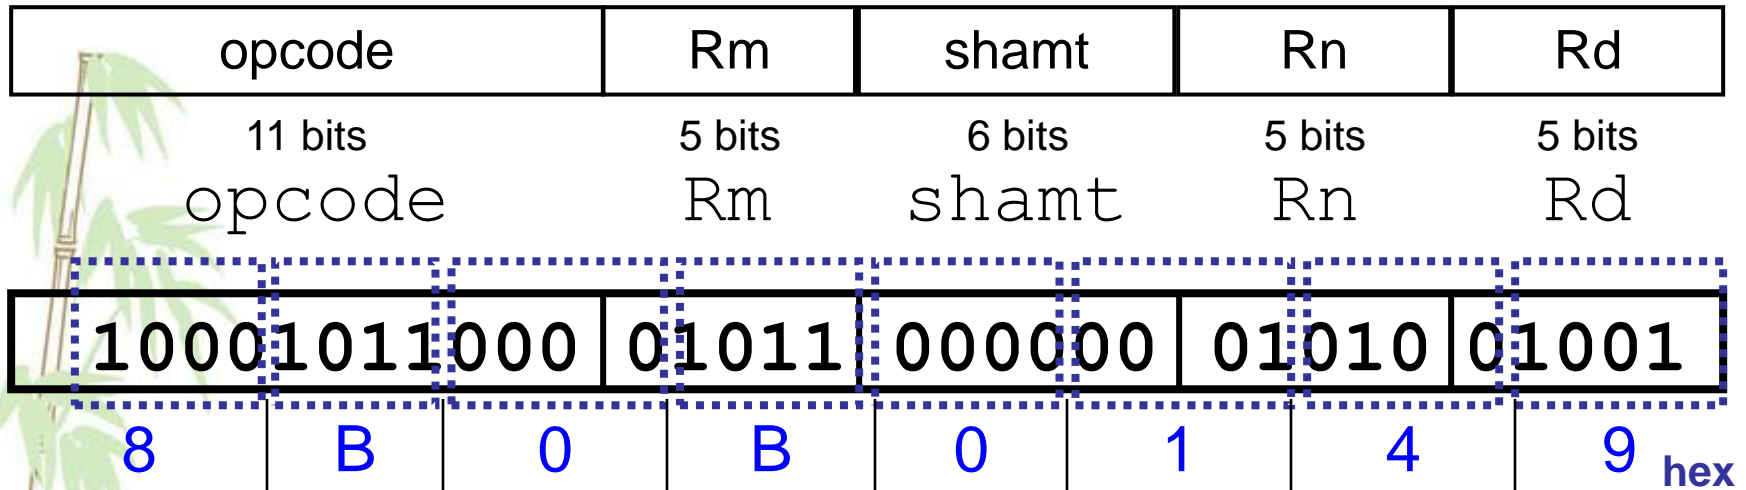 opcode Rm shamt Rn Rd
11 bits 5 bits 6 bits 5 bits 5 bits
opcode Rm shamt Rn Rd
10001011000 01011 000000 01010 01001
8 B 0 B 0 1 4 9 hex